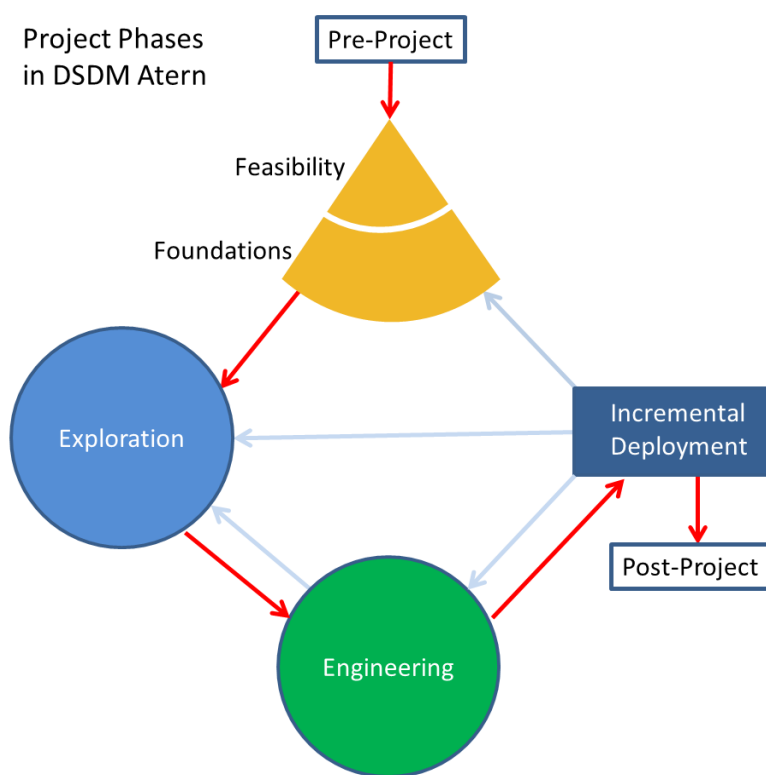 Project Phases
in DSDM Atern
Pre-Project
Feasibility
Foundations
Exploration
Incremental
Deployment
Post-Project
Engineering